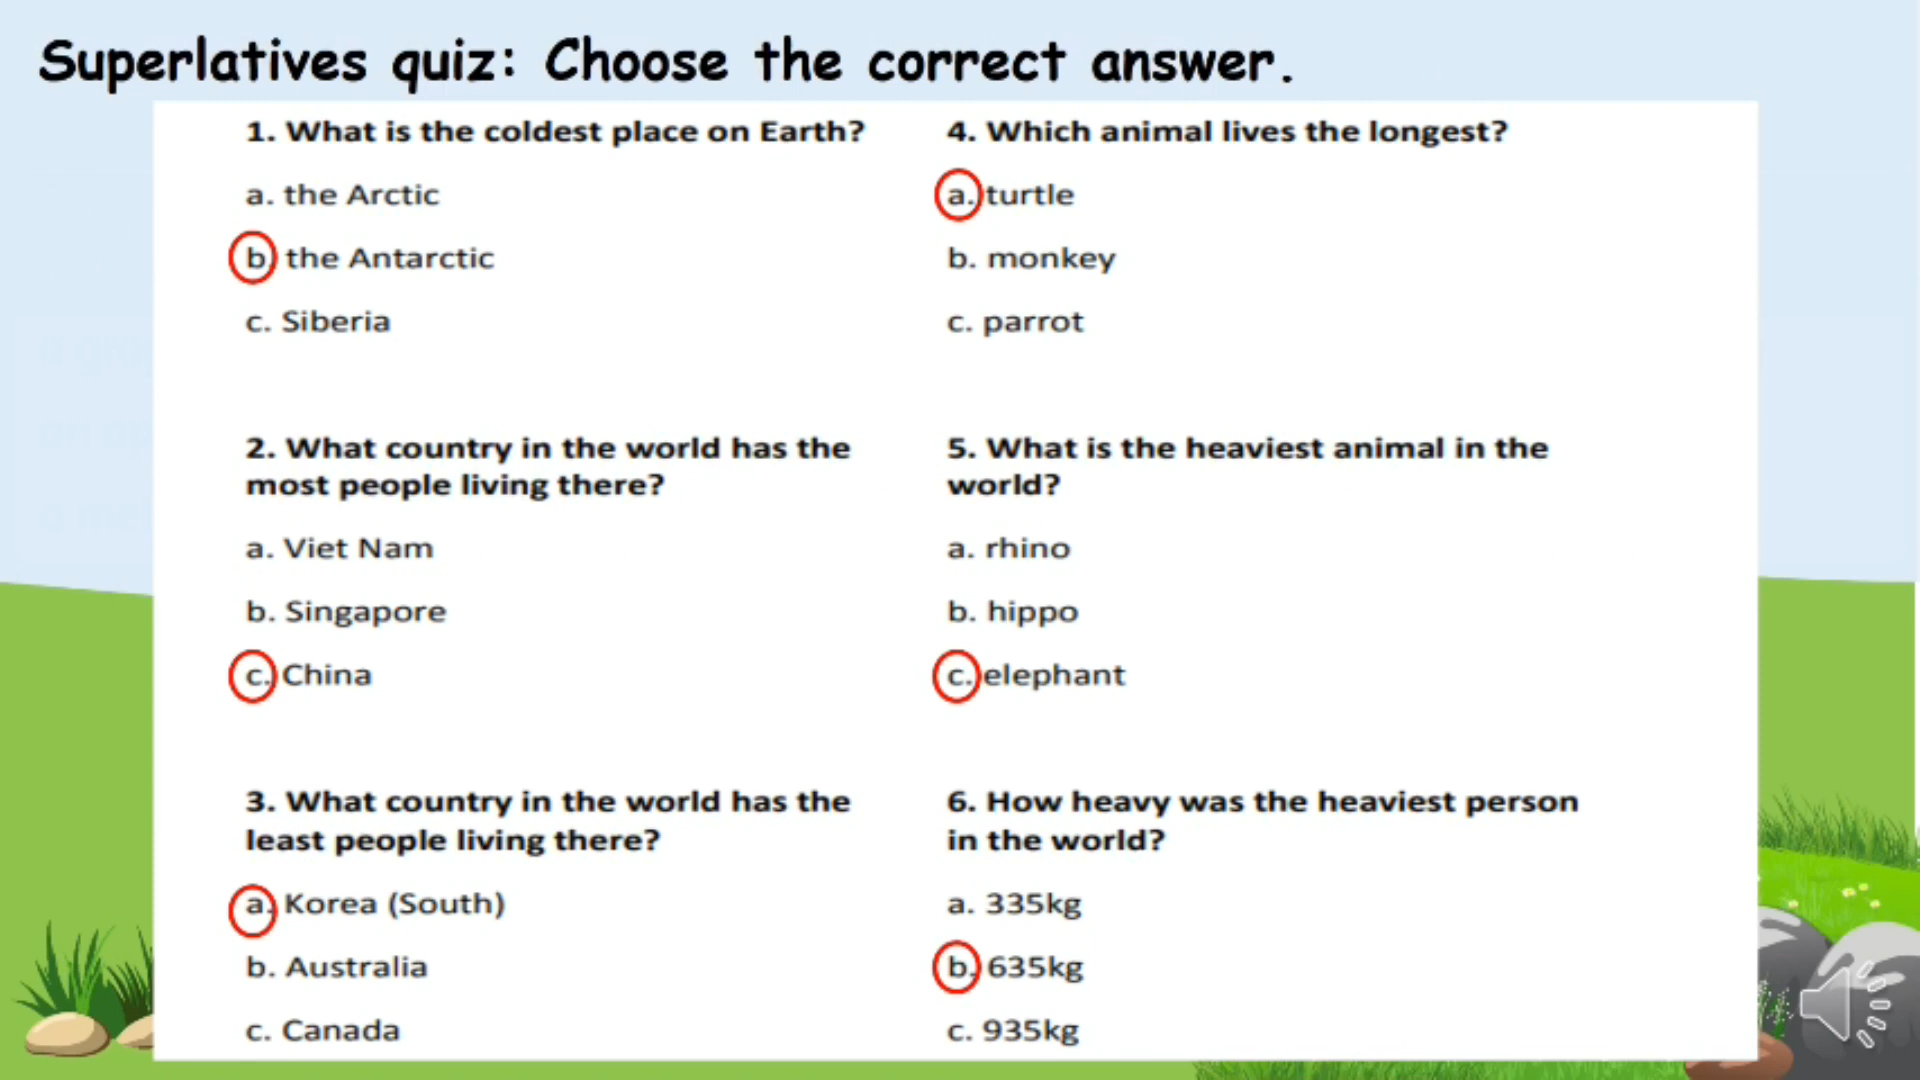 Superlatives quiz: Choose the correct answer.
1. What is the coldest place on Earth?
a. the Arctic
b. the Antarctic
c. Siberia
2. What country in the world has the
most people living there?
a. Viet Nam
b. Singapore
c. China
3. What country in the world has the
least people living there?
a. Korea (South)
b. Australia
c. Canada
4. Which animal lives the longest?
a. turtle
b. monkey
c. parrot
5. What is the heaviest animal in the
world?
a. rhino
b. hippo
c. elephant
6. How heavy was the heaviest person
in the world?
a. 335kg
b. 635kg
c. 935kg